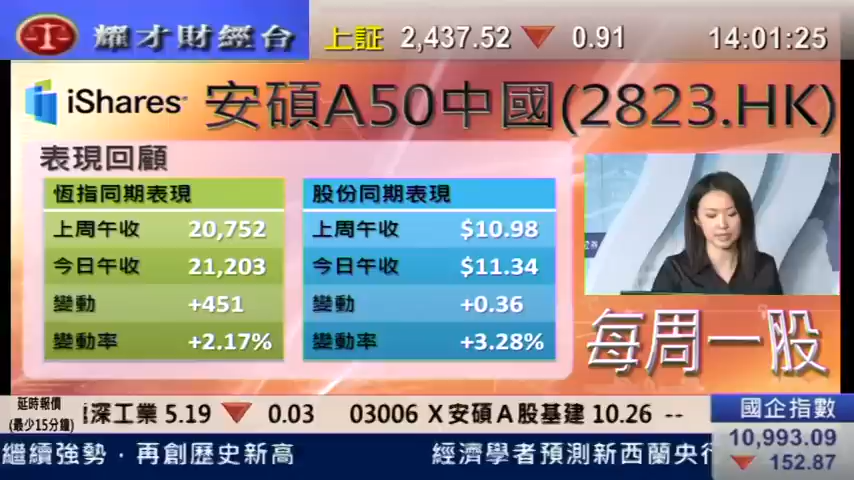 耀才財經台
上証 2,437.52 ▼ 0.91
14:01:25
iShares
安碩A50中國(2823.HK)
表現回顧
恆指同期表現
上周午收 20,752
今日午收 21,203
變動 +451
變動率 +2.17%
股份同期表現
上周午收 $10.98
今日午收 $11.34
變動 +0.36
變動率 +3.28%
每周一股
延時報價
(最少15分鐘)
深工業 5.19 ▼ 0.03 03006 X安碩A股基建 10.26 --
國企指數
10,993.09
▼ 152.87
繼續強勢．再創歷史新高 經濟學者預測新西蘭央行